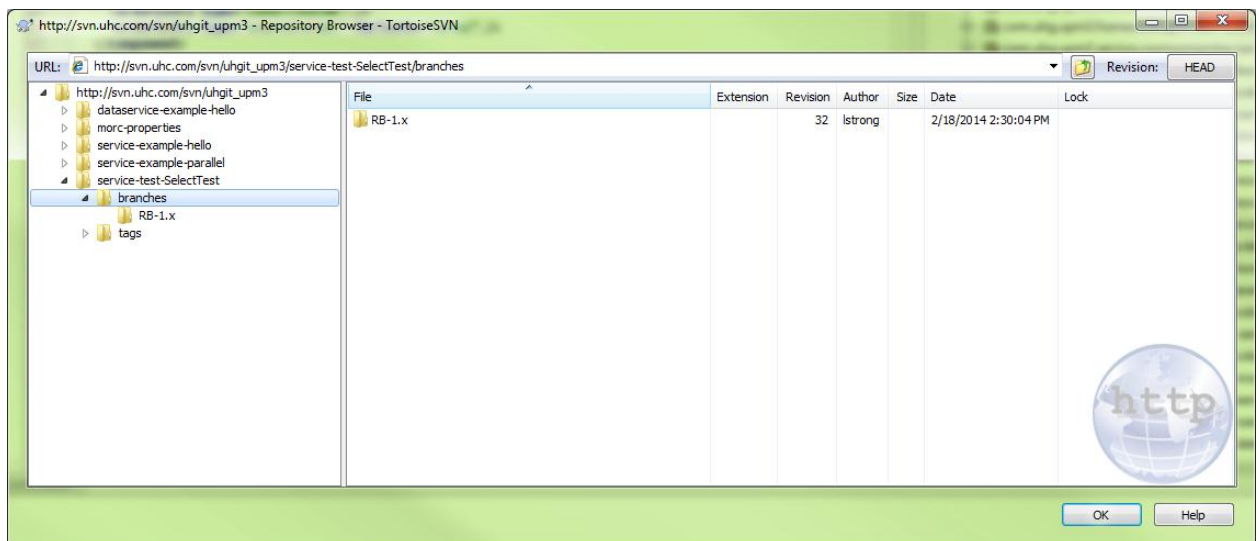 http://svn.uhc.com/svn/uhgit_upm3 - Repository Browser - TortoiseSVN
URL: http://svn.uhc.com/svn/uhgit_upm3/service-test-SelectTest/branches Revision: HEAD
http://svn.uhc.com/svn/uhgit_upm3
dataservice-example-hello
morc-properties
service-example-hello
service-example-parallel
service-test-SelectTest
branches
RB-1.x
tags
File Extension Revision Author Size Date Lock
RB-1.x 32 lstrong 2/18/2014 2:30:04 PM
http
OK Help